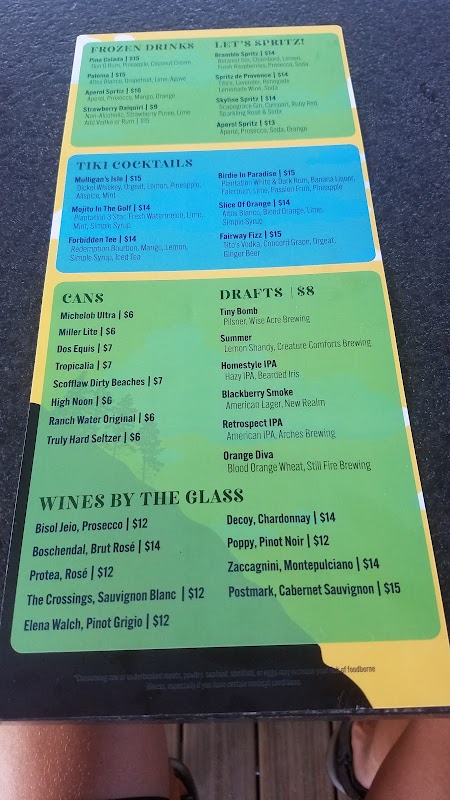 FROZEN DRINKS
Pina Colada | $15
Don Q Rum, Pineapple, Coconut Cream
Paloma | $15
Altos Blanco, Grapefruit, Lime, Agave
Aperol Sprtiz | $16
Aperol, Prosecco, Mango, Orange
Strawberry Daiquiri | $9
Non-Alcoholic, Strawberry Puree, Lime
Add Vodka or Rum | $15
LET'S SPRITZ!
Bramble Spritz | $14
Botanist Gin, Chambord, Lemon,
Fresh Raspberries, Prosecco, Soda
Spritz de Provence | $14
Tito's, Lavender, Renegade
Lemonade Wine, Soda
Skyline Spritz | $14
Scapegrace Gin, Conniption, Ruby Red,
Sparkling Rosé & Soda
Aperol Spritz | $13
Aperol, Prosecco, Soda, Orange
TIKI COCKTAILS
Mulligan's Isle | $15
Dickel Whiskey, Orgeat, Lemon, Pineapple,
Allspice, Mint
Mojito In The Golf | $14
Plantation 3 Star, Fresh Watermelon, Lime,
Mint, Simple Syrup
Forbidden Tee | $14
Redemption Bourbon, Mango, Lemon,
Simple Syrup, Iced Tea
Birdie In Paradise | $15
Plantation White & Dark Rum, Banana Liquor,
Falernum, Lime, Passion Fruit, Pineapple
Slice Of Orange | $14
Altos Blanco, Blood Orange, Lime,
Simple Syrup
Fairway Fizz | $15
Tito's Vodka, Concord Grape, Orgeat,
Ginger Beer
CANS
Michelob Ultra | $6
Miller Lite | $6
Dos Equis | $7
Tropicalia | $7
Scofflaw Dirty Beaches | $7
High Noon | $6
Ranch Water Original | $6
Truly Hard Seltzer | $6
DRAFTS | $8
Tiny Bomb
Pilsner, Wise Acre Brewing
Summer
Lemon Shandy, Creature Comforts Brewing
Homestyle IPA
Hazy IPA, Bearded Iris
Blackberry Smoke
American Lager, New Realm
Retrospect IPA
American IPA, Arches Brewing
Orange Diva
Blood Orange Wheat, Still Fire Brewing
WINES BY THE GLASS
Bisol Jeio, Prosecco | $12
Boschendal, Brut Rosé | $14
Protea, Rosé | $12
The Crossings, Sauvignon Blanc | $12
Elena Walch, Pinot Grigio | $12
Decoy, Chardonnay | $14
Poppy, Pinot Noir | $12
Zaccagnini, Montepulciano | $14
Postmark, Cabernet Sauvignon | $15
*Consuming raw or undercooked meats, poultry, seafood, shellfish, or eggs may increase your risk of foodborne
illness, especially if you have certain medical conditions.